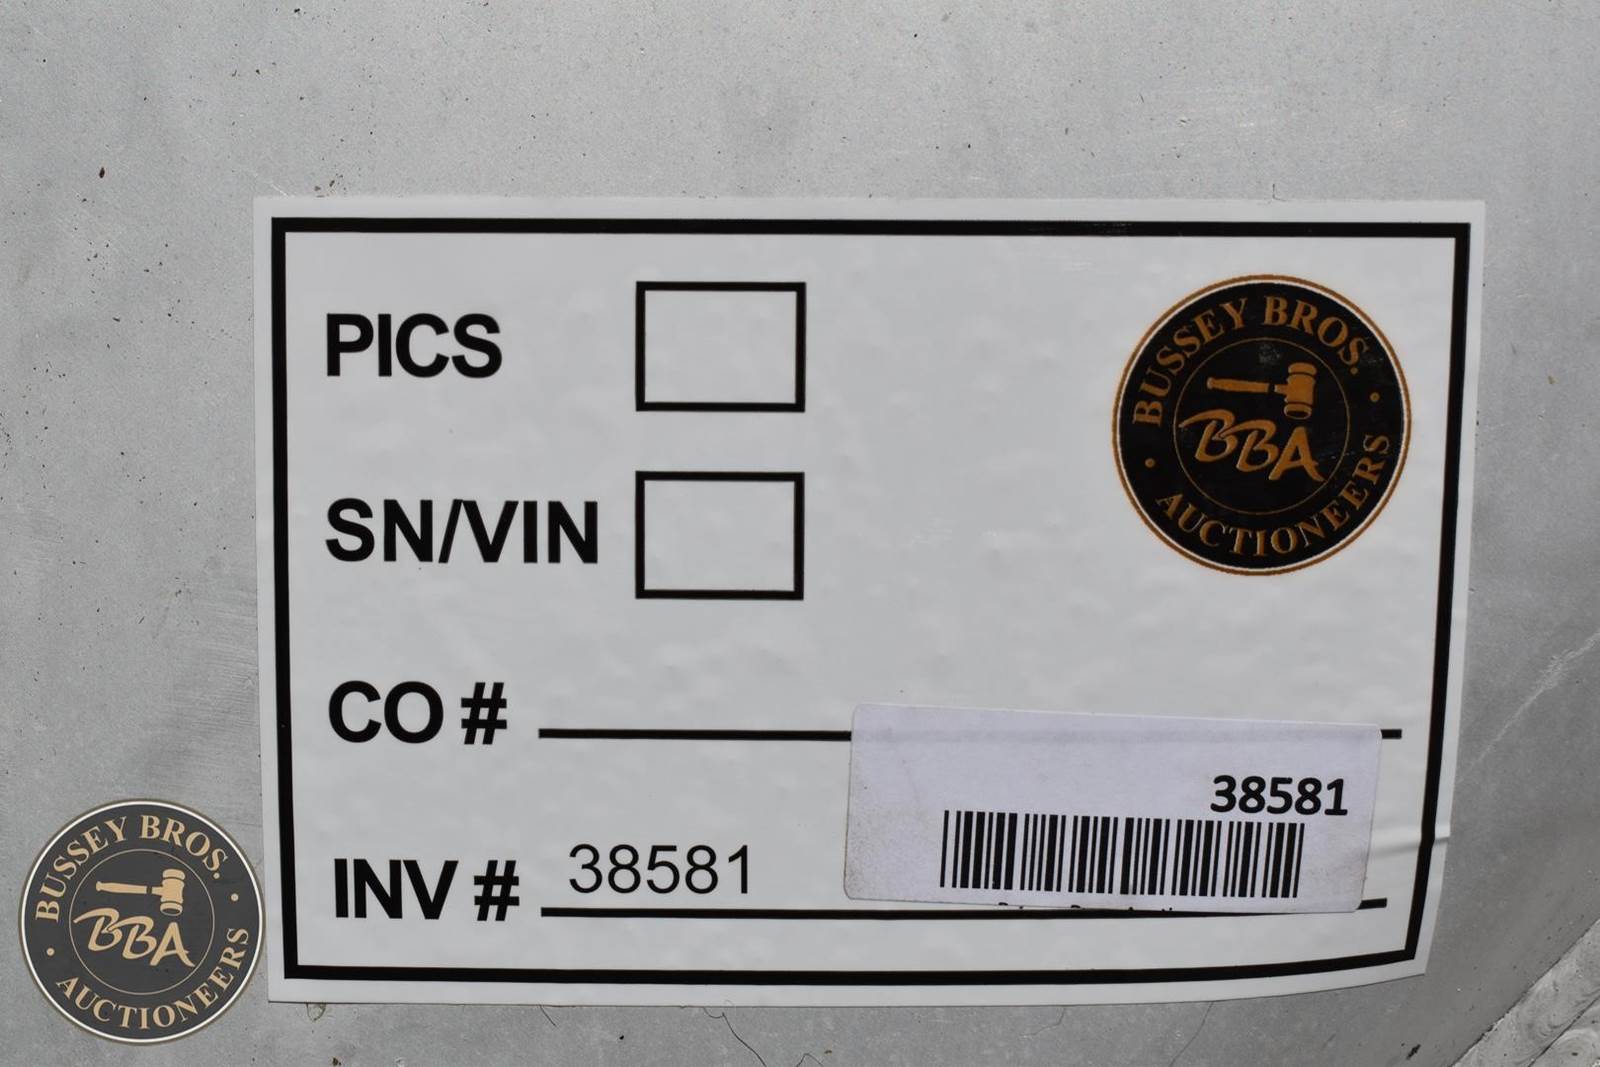 PICS
BUSSEY BROS.
BBA
AUCTIONEERS
SN/VIN
CO #
38581
INV # 38581
BUSSEY BROS.
BBA
AUCTIONEERS